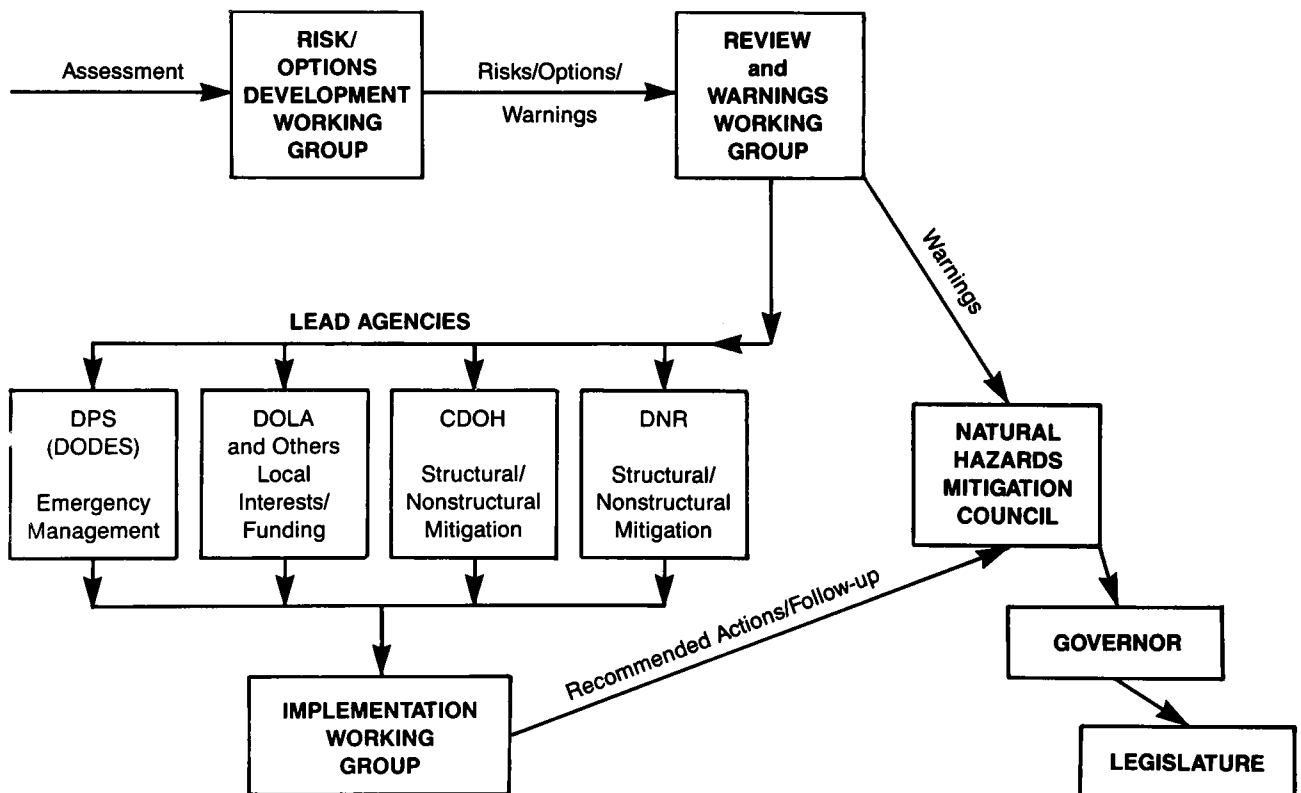 Assessment
RISK/
OPTIONS
DEVELOPMENT
WORKING
GROUP
Risks/Options/
Warnings
REVIEW
and
WARNINGS
WORKING
GROUP
Warnings
LEAD AGENCIES
DPS
(DODES)
Emergency
Management
DOLA
and Others
Local
Interests/
Funding
CDOH
Structural/
Nonstructural
Mitigation
DNR
Structural/
Nonstructural
Mitigation
NATURAL
HAZARDS
MITIGATION
COUNCIL
Recommended Actions/Follow-up
IMPLEMENTATION
WORKING
GROUP
GOVERNOR
LEGISLATURE